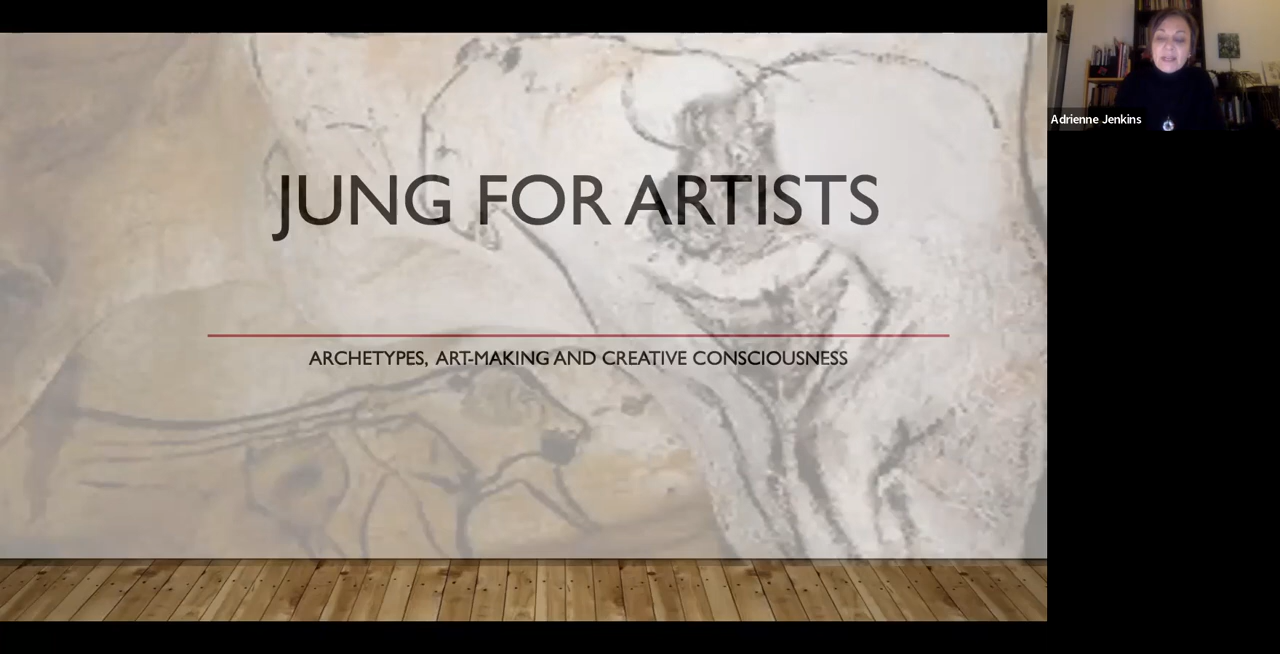 JUNG FOR ARTISTS
ARCHETYPES, ART-MAKING AND CREATIVE CONSCIOUSNESS
Adrienne Jenkins